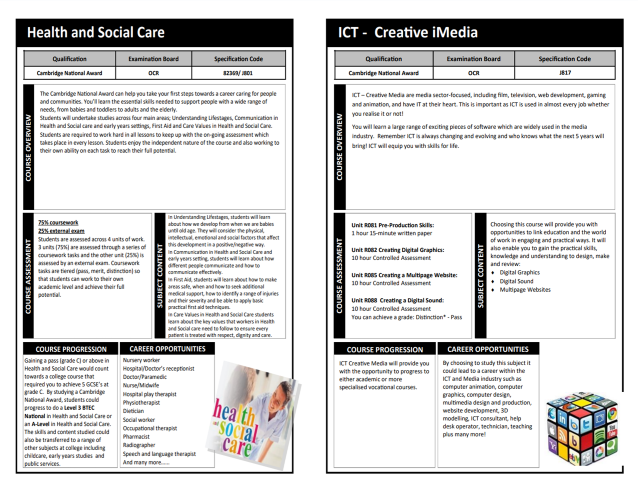 Health and Social Care
Qualification
Examination Board
Specification Code
Cambridge National Award
OCR
82369/ J801
COURSE OVERVIEW
The Cambridge National Award can help you take your first steps towards a career caring for people
and communities. You'll learn the essential skills needed to support people with a wide range of
needs, from babies and toddlers to adults and the elderly.
Students will undertake studies across four main areas; Understanding Lifestages, Communication in
Health and Social care and early years settings, First Aid and Care Values in Health and Social Care.
Students are required to work hard in all lessons to keep up with the on-going assessment which
takes place in every lesson. Students enjoy the independent nature of the course and also working to
their own ability on each task to reach their full potential.
COURSE ASSESSMENT
75% coursework
25% external exam
Students are assessed across 4 units of work.
3 units (75%) are assessed through a series of
coursework tasks and the other unit (25%) is
assessed by an external exam. Coursework
tasks are tiered (pass, merit, distinction) so
that students can work to their own
academic level and achieve their full
potential.
SUBJECT CONTENT
In Understanding Lifestages, students will learn
about how we develop from when we are babies
until old age. They will consider the physical,
intellectual, emotional and social factors that affect
this development in a positive/negative way.
In Communication in Health and Social Care and
early years setting, students will learn about how
different people communicate and how to
communicate effectively.
In First Aid, students will learn about how to make
areas safe, when and how to seek additional
medical support, how to identify a range of injuries
and their severity and be able to apply basic
practical first aid techniques.
In Care Values in Health and Social Care students
learn about the key values that workers in Health
and Social care need to follow to ensure every
patient is treated with respect, dignity and care.
COURSE PROGRESSION
Gaining a pass (grade C) or above in
Health and Social Care would count
towards a college course that
required you to achieve 5 GCSE's at
grade C. By studying a Cambridge
National Award, students could
progress to do a Level 3 BTEC
National in Health and Social Care or
an A-Level in Health and Social Care.
The skills and content studied could
also be transferred to a range of
other subjects at college including
childcare, early years studies and
public services.
CAREER OPPORTUNITIES
Nursery worker
Hospital/Doctor's receptionist
Doctor/Paramedic
Nurse/Midwife
Hospital play therapist
Physiotherapist
Dietician
Social worker
Occupational therapist
Pharmacist
Radiographer
Speech and language therapist
And many more......
health
and
social
care
ICT - Creative iMedia
Qualification
Examination Board
Specification Code
Cambridge National Award
OCR
J817
COURSE OVERVIEW
ICT – Creative iMedia are media sector-focused, including film, television, web development, gaming
and animation, and have IT at their heart. This is important as ICT is used in almost every job whether
you realise it or not!
You will learn a large range of exciting pieces of software which are widely used in the media
industry. Remember ICT is always changing and evolving and who knows what the next 5 years will
bring! ICT will equip you with skills for life.
COURSE ASSESSMENT
Unit R081 Pre-Production Skills:
1 hour 15-minute written paper
Unit R082 Creating Digital Graphics:
10 hour Controlled Assessment
Unit R085 Creating a Multipage Website:
10 hour Controlled Assessment
Unit R088 Creating a Digital Sound:
10 hour Controlled Assessment
You can achieve a grade: Distinction* - Pass
SUBJECT CONTENT
Choosing this course will provide you with
opportunities to link education and the world
of work in engaging and practical ways. It will
also enable you to gain the practical skills,
knowledge and understanding to design, make
and review:
♦ Digital Graphics
♦ Digital Sound
♦ Multipage Websites
COURSE PROGRESSION
ICT Creative iMedia will provide you
with the opportunity to progress to
either academic or more
specialised vocational courses.
CAREER OPPORTUNITIES
By choosing to study this subject it
could lead to a career within the
ICT and Media industry such as
computer animation, computer
graphics, computer design,
multimedia design and production,
website development, 3D
modelling, ICT consultant, help
desk operator, technician, teaching
plus many more!